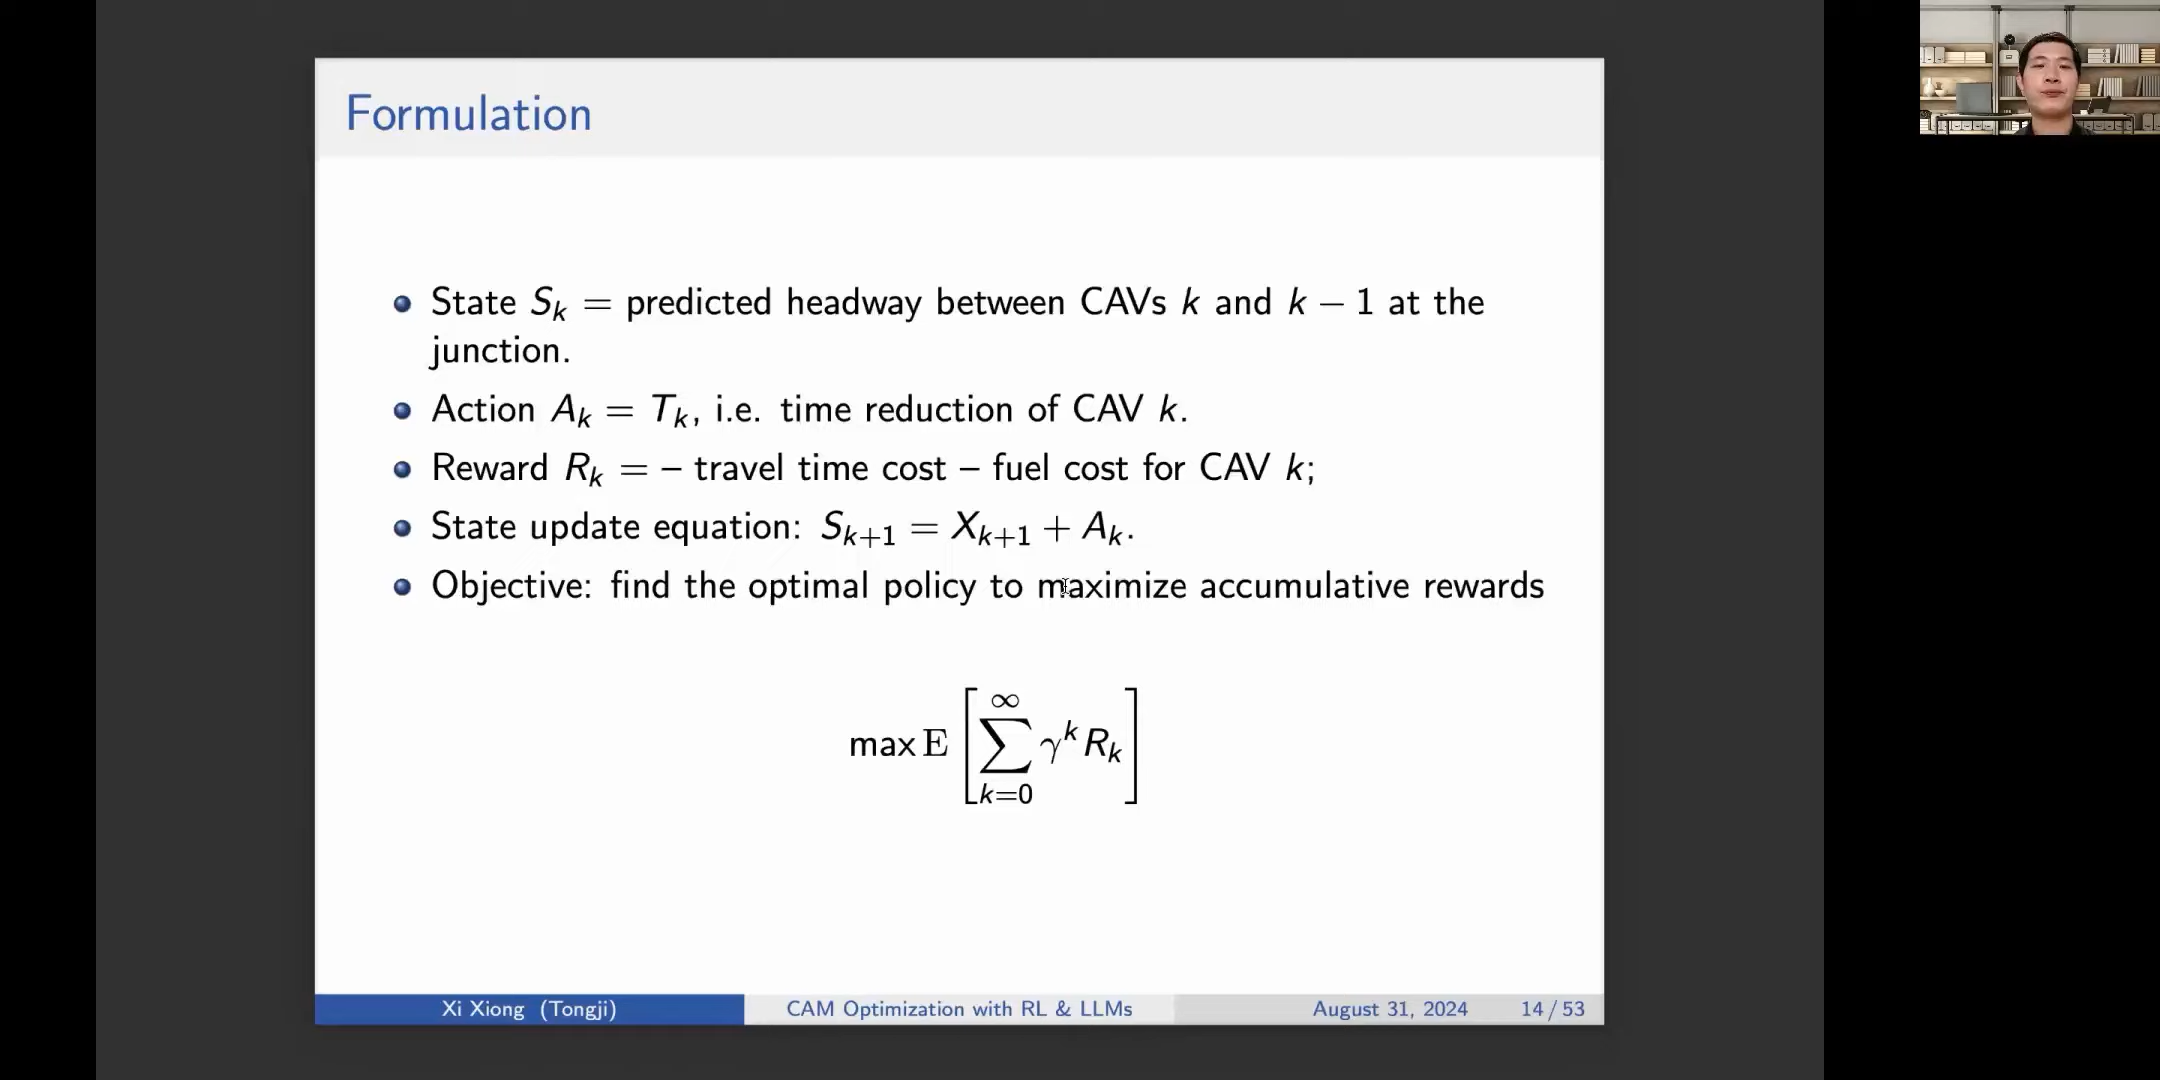 Formulation
State S_k = predicted headway between CAVs k and k − 1 at the
junction.
Action A_k = T_k, i.e. time reduction of CAV k.
Reward R_k = – travel time cost – fuel cost for CAV k;
State update equation: S_{k+1} = X_{k+1} + A_k.
Objective: find the optimal policy to maximize accumulative rewards
max E [ ∑_{k=0}^{∞} γ^k R_k ]
Xi Xiong (Tongji) CAM Optimization with RL & LLMs August 31, 2024 14 / 53